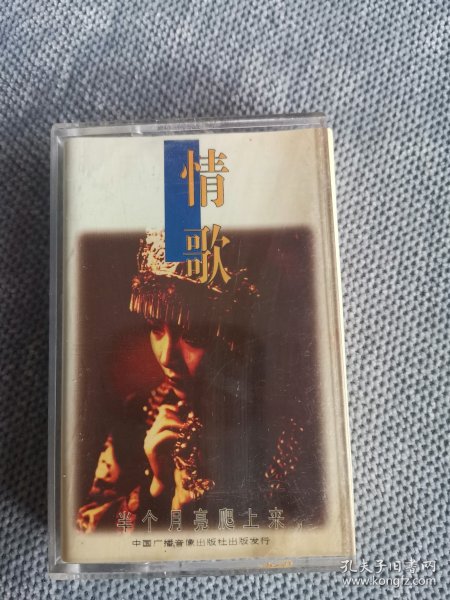 情
歌
半个月亮爬上来
中国广播音像出版社出版发行
孔夫子旧书网
www.kongfz.com